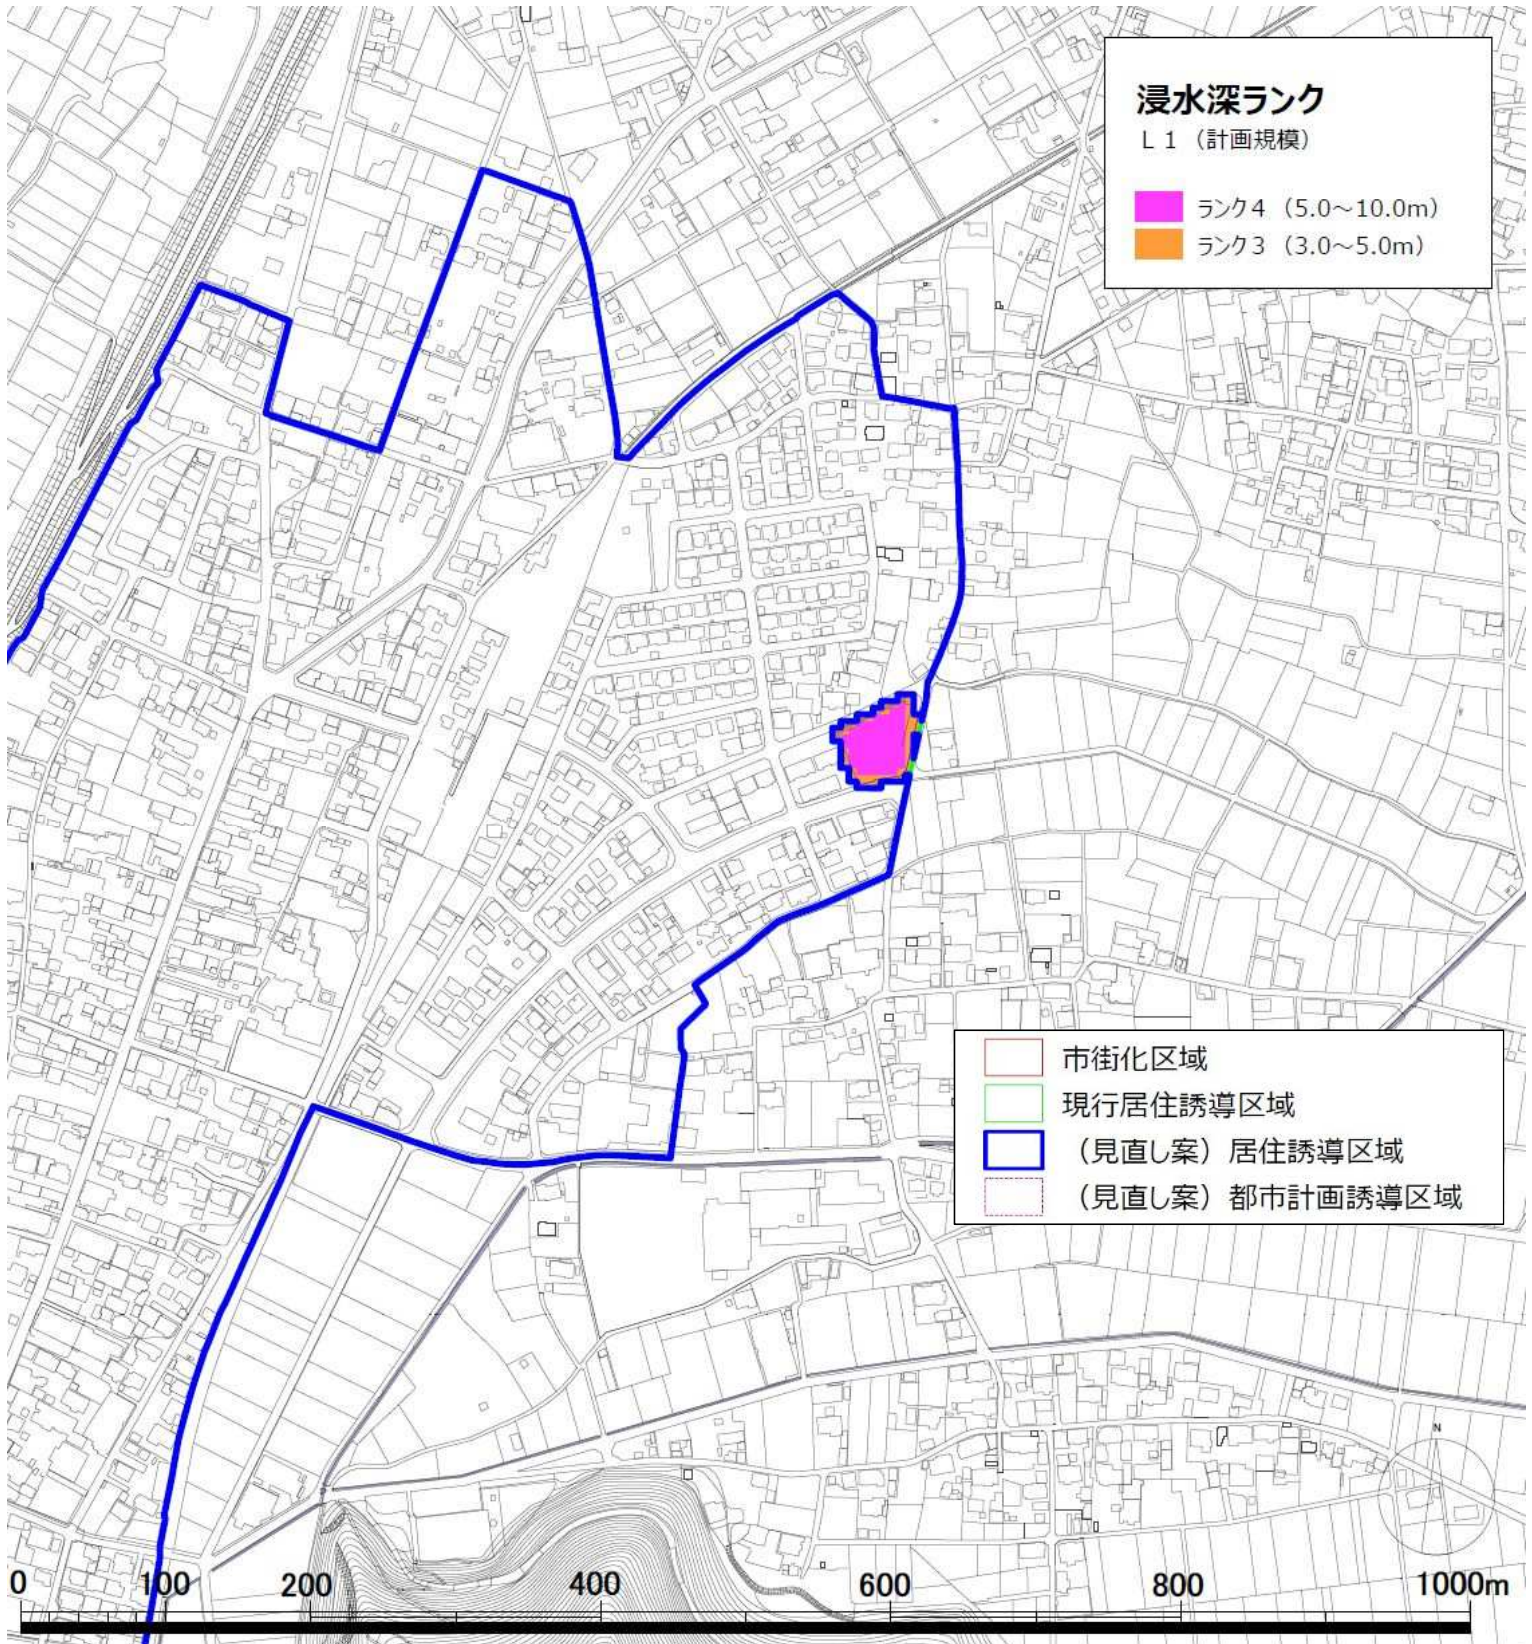 浸水深ランク
L1（計画規模）
ランク4（5.0～10.0m）
ランク3（3.0～5.0m）
市街化区域
現行居住誘導区域
（見直し案）居住誘導区域
（見直し案）都市計画誘導区域
N
0 100 200 400 600 800 1000m